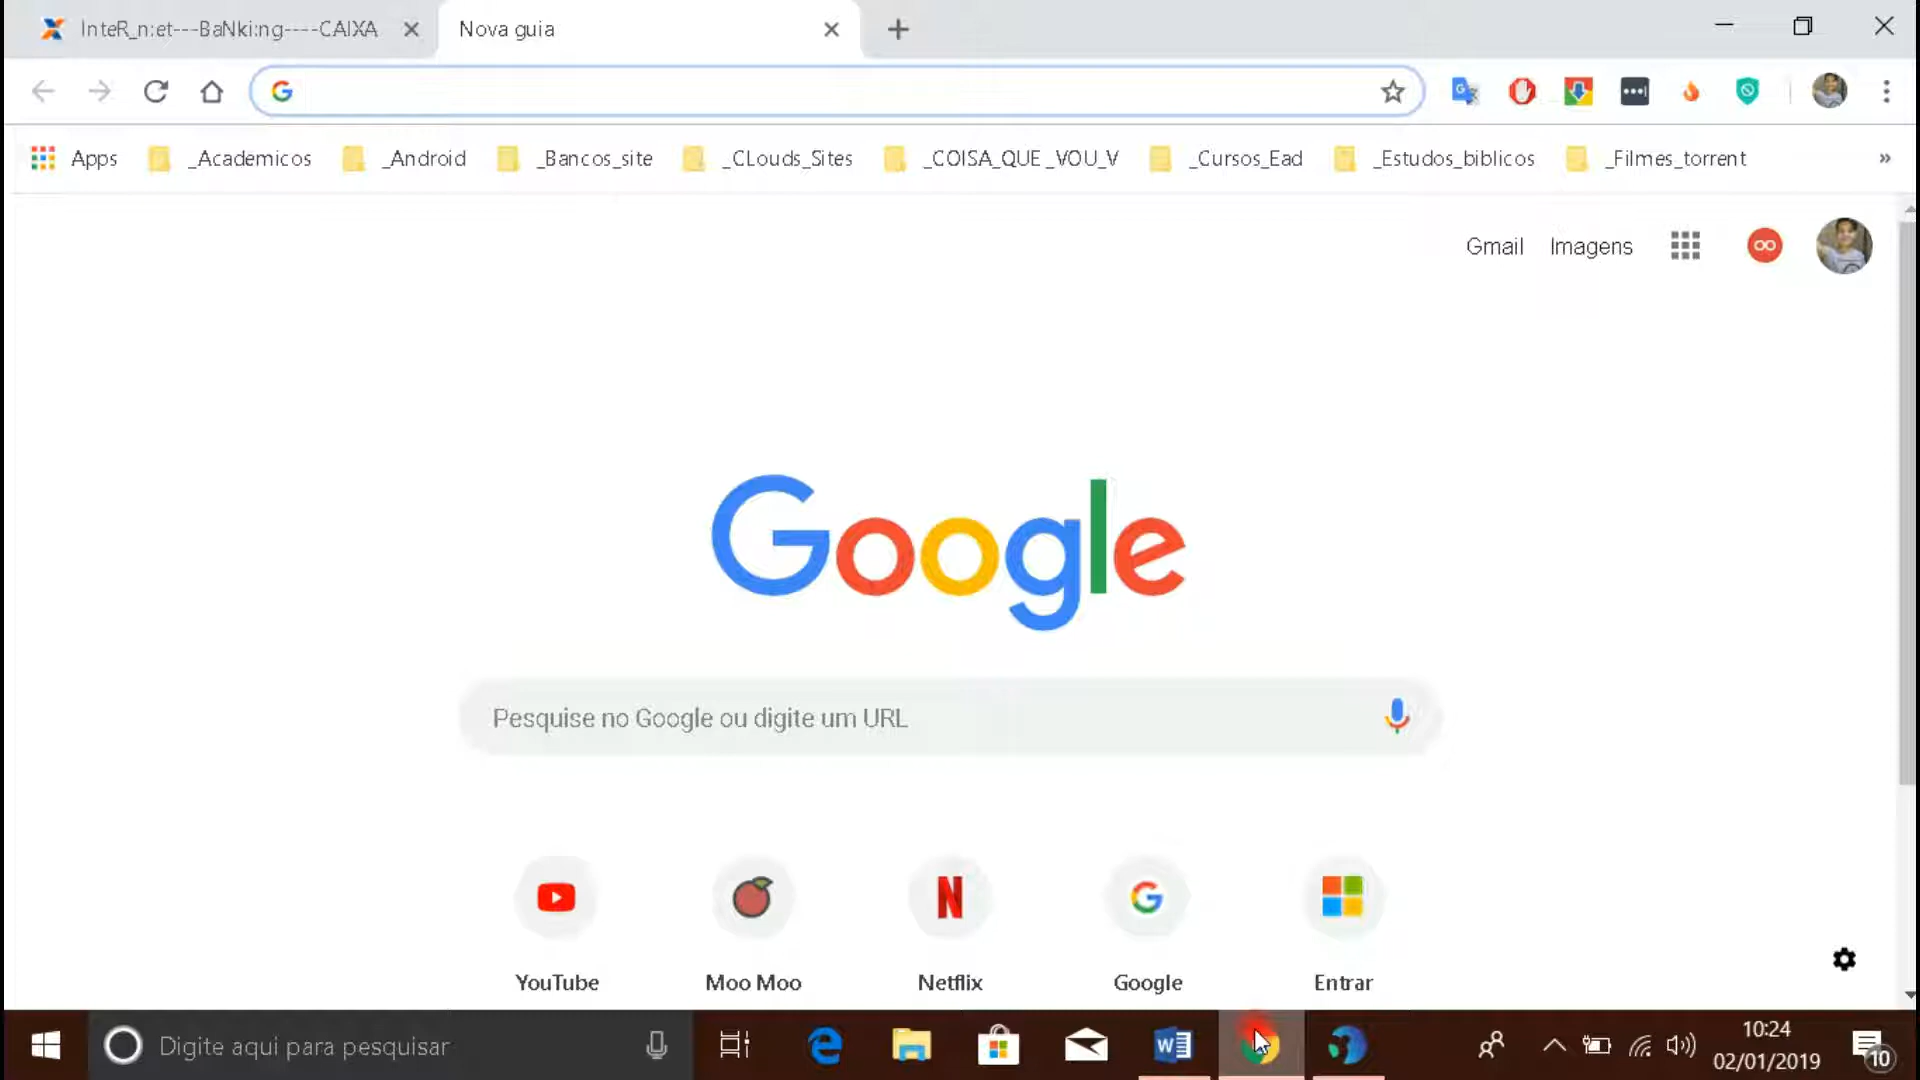 InteR_n:et---BaNki:ng----CAIXA
Nova guia
Apps
_Academicos
_Android
_Bancos_site
_CLouds_Sites
_COISA_QUE_VOU_V
_Cursos_Ead
_Estudos_biblicos
_Filmes_torrent
»
Gmail
Imagens
Google
Pesquise no Google ou digite um URL
YouTube
Moo Moo
Netflix
Google
Entrar
Digite aqui para pesquisar
10:24
02/01/2019
10